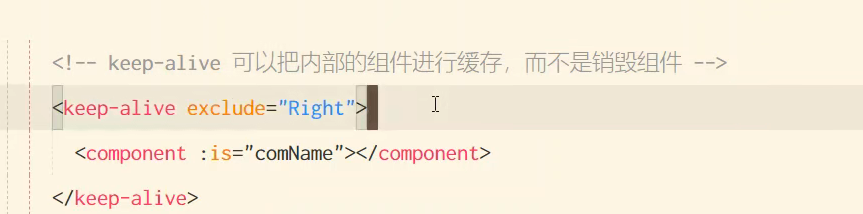 <!-- keep-alive 可以把内部的组件进行缓存，而不是销毁组件 -->
<keep-alive exclude="Right">
<component :is="comName"></component>
</keep-alive>